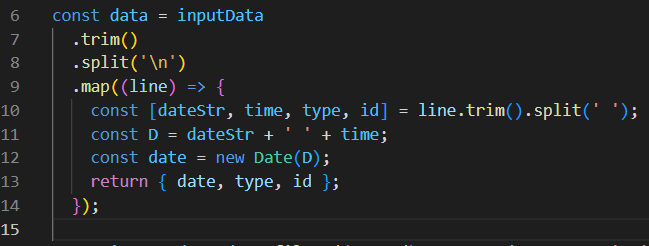 6 const data = inputData
7 .trim()
8 .split('\n')
9 .map((line) => {
10 const [dateStr, time, type, id] = line.trim().split(' ');
11 const D = dateStr + ' ' + time;
12 const date = new Date(D);
13 return { date, type, id };
14 });
15